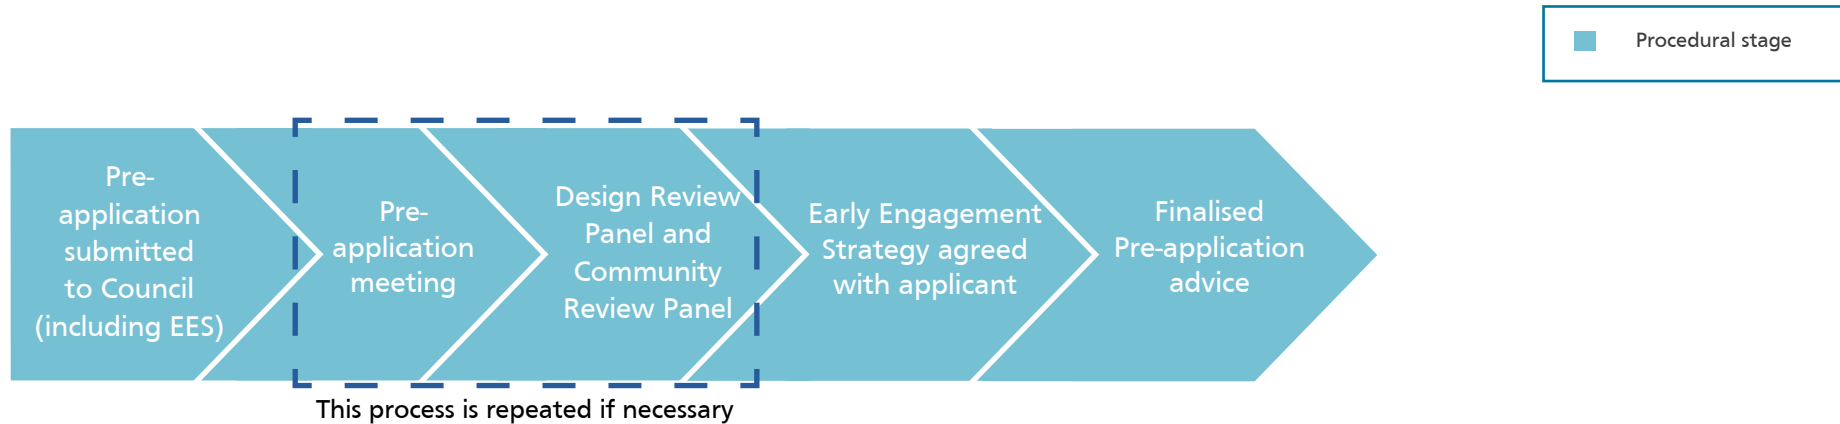 Procedural stage
Pre-
application
submitted
to Council
(including EES)
Pre-
application
meeting
Design Review
Panel and
Community
Review Panel
Early Engagement
Strategy agreed
with applicant
Finalised
Pre-application
advice
This process is repeated if necessary